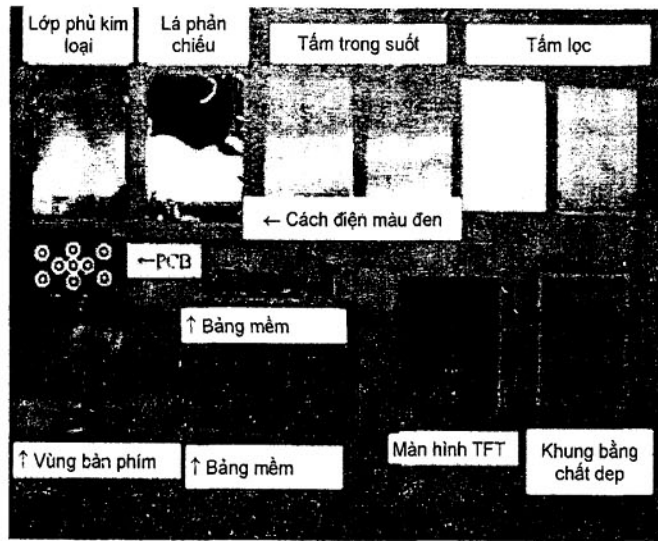 Lớp phủ kim
loại
Lá phản
chiếu
Tấm trong suốt
Tấm lọc
← Cách điện màu đen
←PCB
↑ Bảng mềm
↑ Vùng bàn phím
↑ Bảng mềm
Màn hình TFT
Khung bằng
chất dẻp